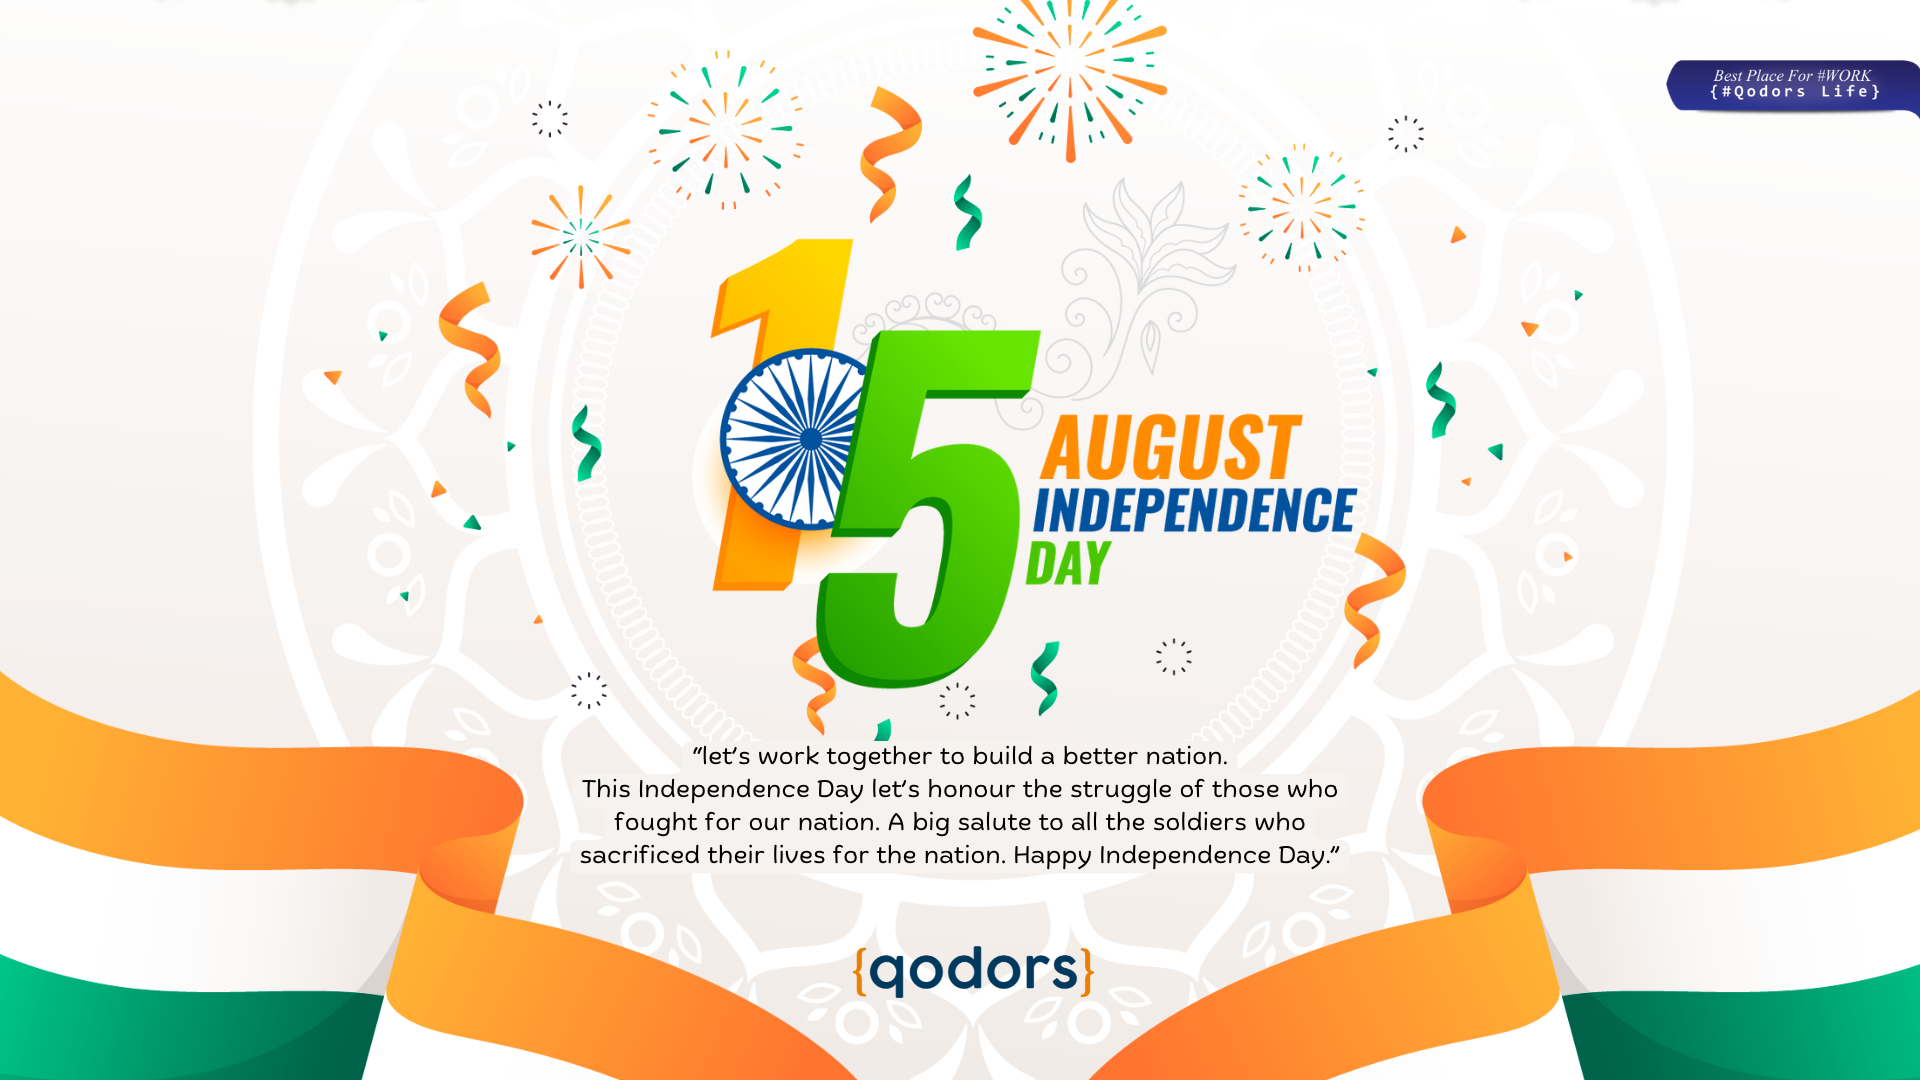 Best Place For #WORK
{#Qodors Life}
15
AUGUST
INDEPENDENCE
DAY
“let’s work together to build a better nation.
This Independence Day let’s honour the struggle of those who
fought for our nation. A big salute to all the soldiers who
sacrificed their lives for the nation. Happy Independence Day.”
{qodors}